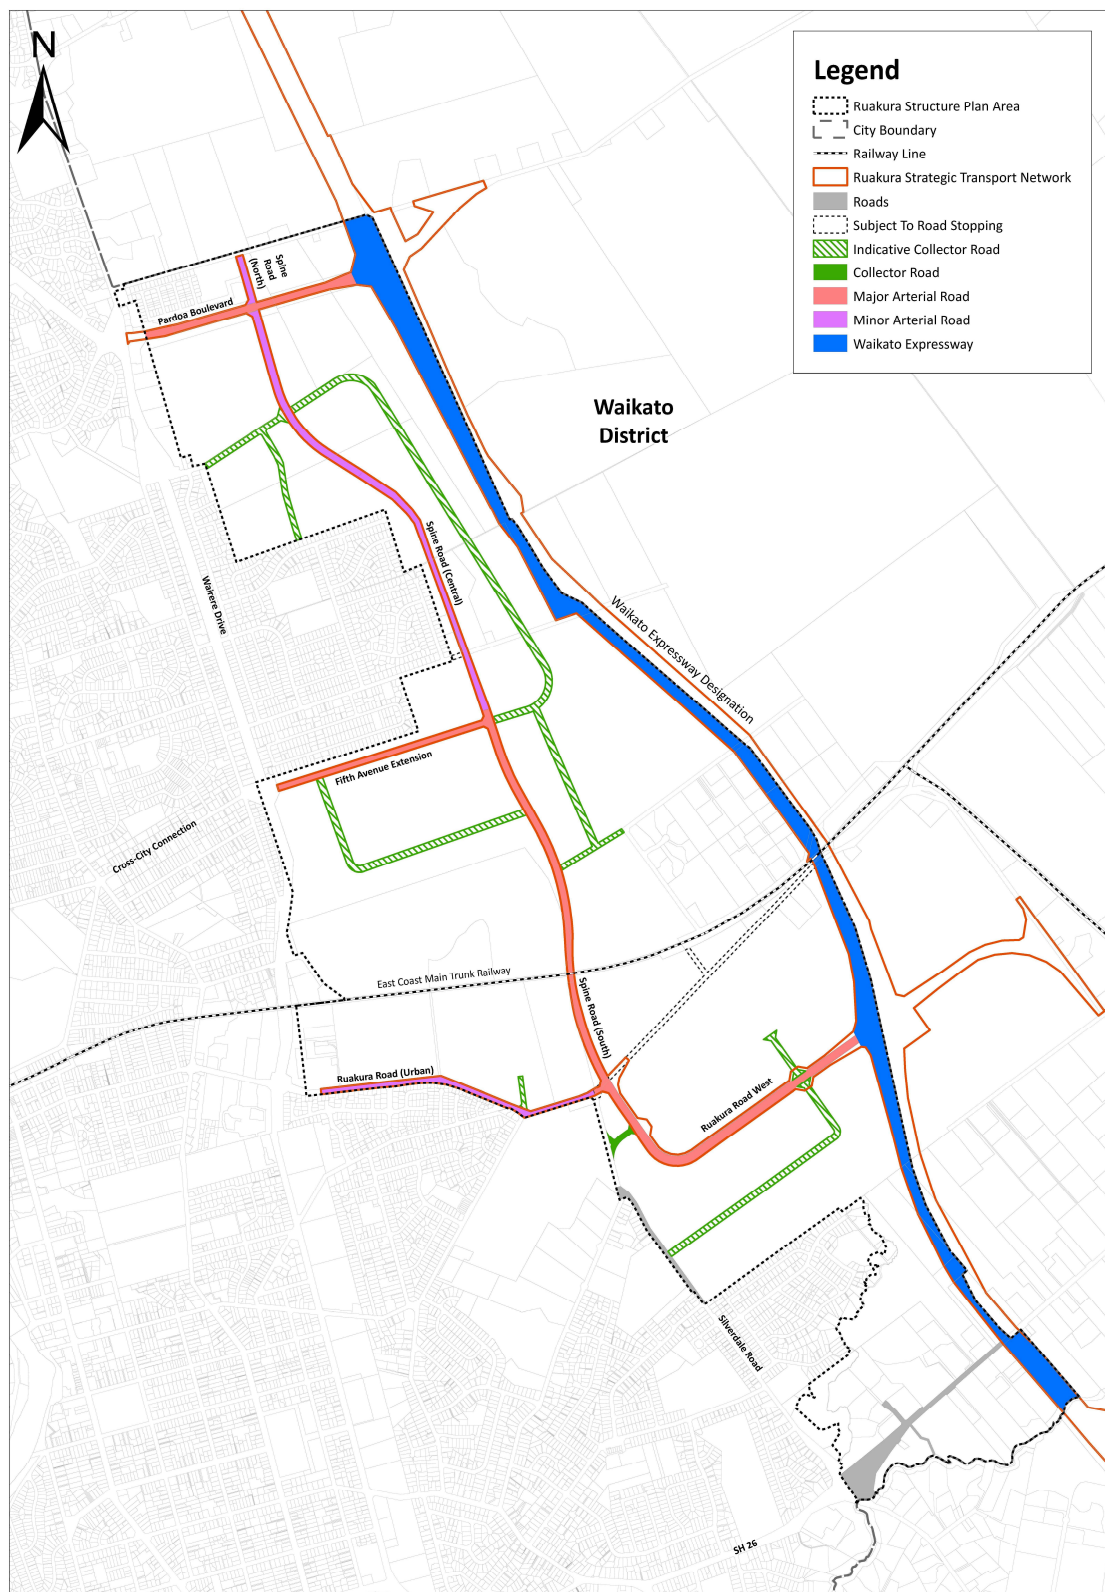 N
Legend
Ruakura Structure Plan Area
City Boundary
Railway Line
Ruakura Strategic Transport Network
Roads
Subject To Road Stopping
Indicative Collector Road
Collector Road
Major Arterial Road
Minor Arterial Road
Waikato Expressway
Spine
Road
(North)
Pardoa Boulevard
Waikato
District
Spine Road (Central)
Wairere Drive
Waikato Expressway Designation
Fifth Avenue Extension
Cross-City Connection
East Coast Main Trunk Railway
Spine Road (South)
Ruakura Road (Urban)
Ruakura Road West
Silverdale Road
SH 26